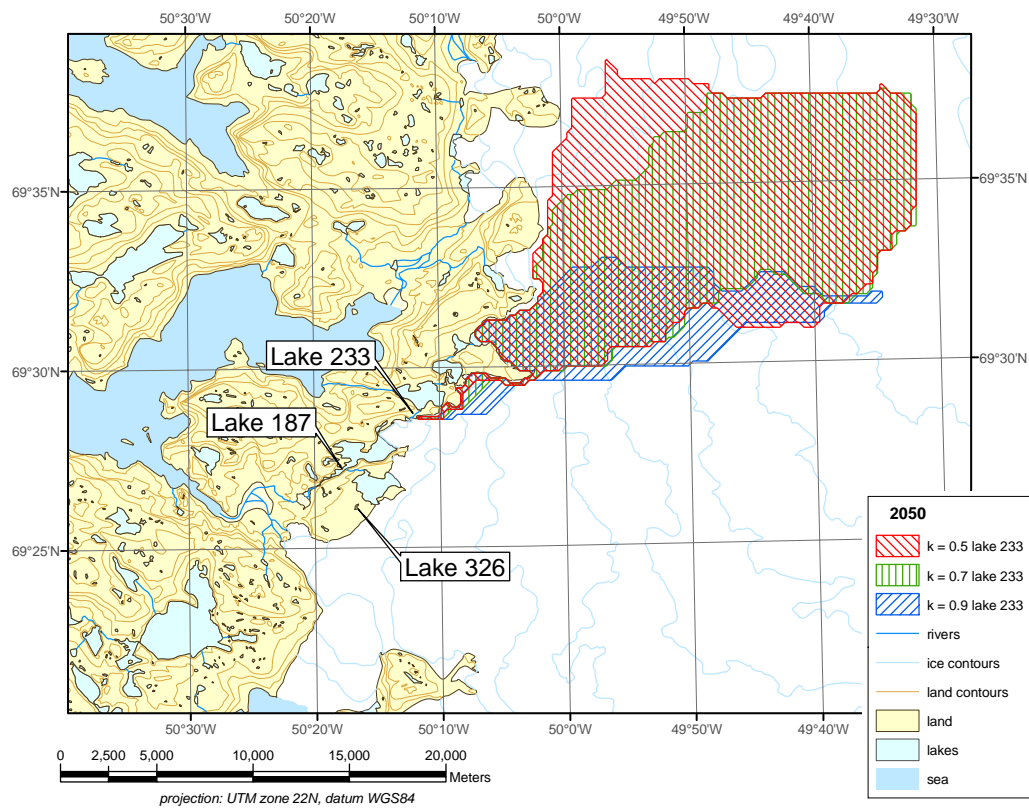 50°30'W 50°20'W 50°10'W 50°00'W 49°50'W 49°40'W 49°30'W
69°35'N 69°35'N
Lake 233
69°30'N 69°30'N
Lake 187
69°25'N
Lake 326
2050
k = 0.5 lake 233
k = 0.7 lake 233
k = 0.9 lake 233
rivers
ice contours
land contours
land
lakes
sea
50°30'W 50°20'W 50°10'W 50°00'W 49°50'W 49°40'W
0 2,500 5,000 10,000 15,000 20,000
Meters
projection: UTM zone 22N, datum WGS84